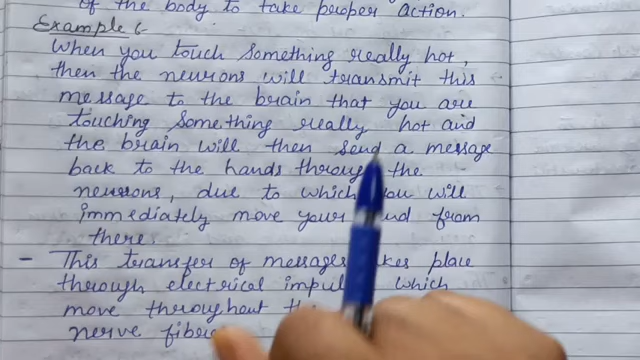 of the body to take proper action.
Example :-
When you touch something really hot,
then the neurons will transmit this
message to the brain that you are
touching something really hot and
the brain will then send a message
back to the hands through the
neurons, due to which you will
immediately move your from
there.
- This transfer of messages takes place
through electrical which
move throughout
nerve